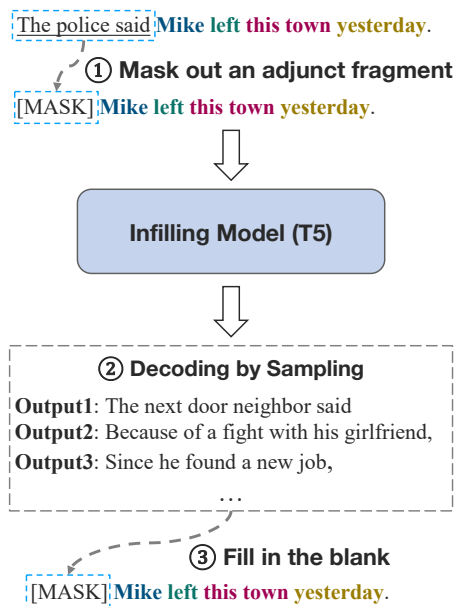 The police said Mike left this town yesterday.
① Mask out an adjunct fragment
[MASK] Mike left this town yesterday.
Infilling Model (T5)
② Decoding by Sampling
Output1: The next door neighbor said
Output2: Because of a fight with his girlfriend,
Output3: Since he found a new job,
...
③ Fill in the blank
[MASK] Mike left this town yesterday.